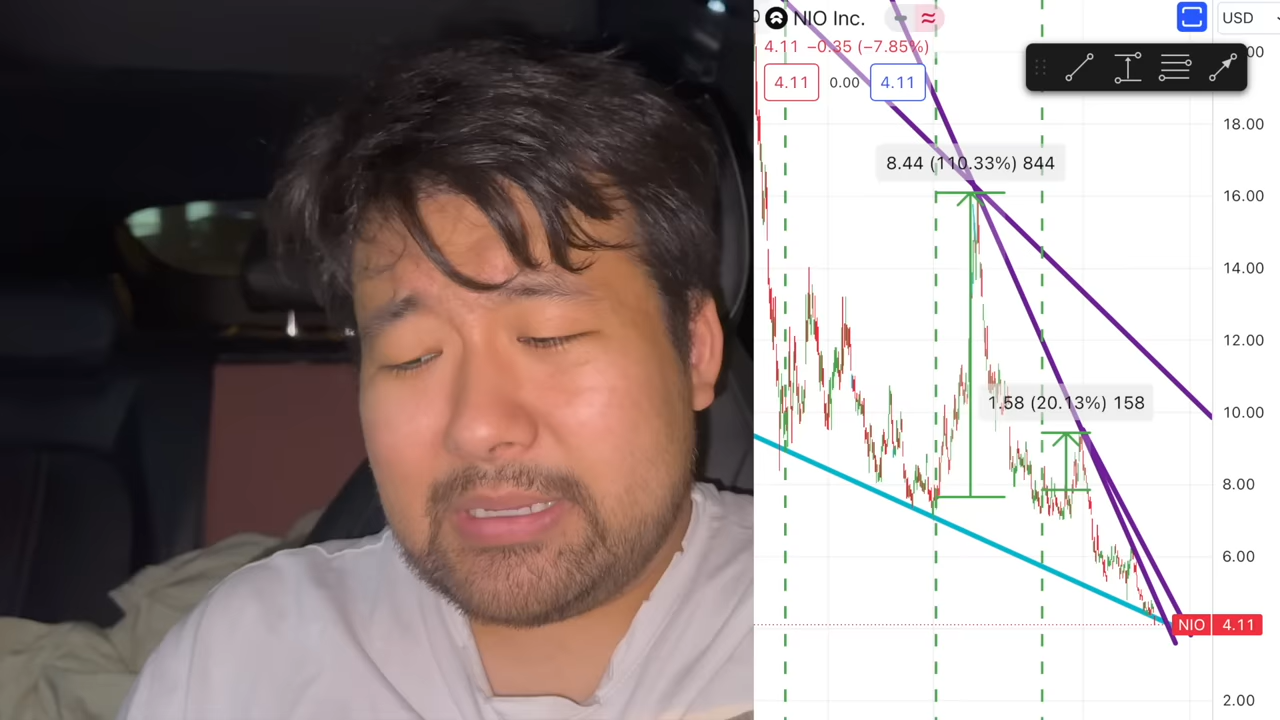 NIO Inc.
USD
4.11 −0.35 (−7.85%)
4.11 0.00 4.11
18.00
8.44 (110.33%) 844
16.00
14.00
12.00
1.58 (20.13%) 158
10.00
8.00
6.00
NIO 4.11
2.00